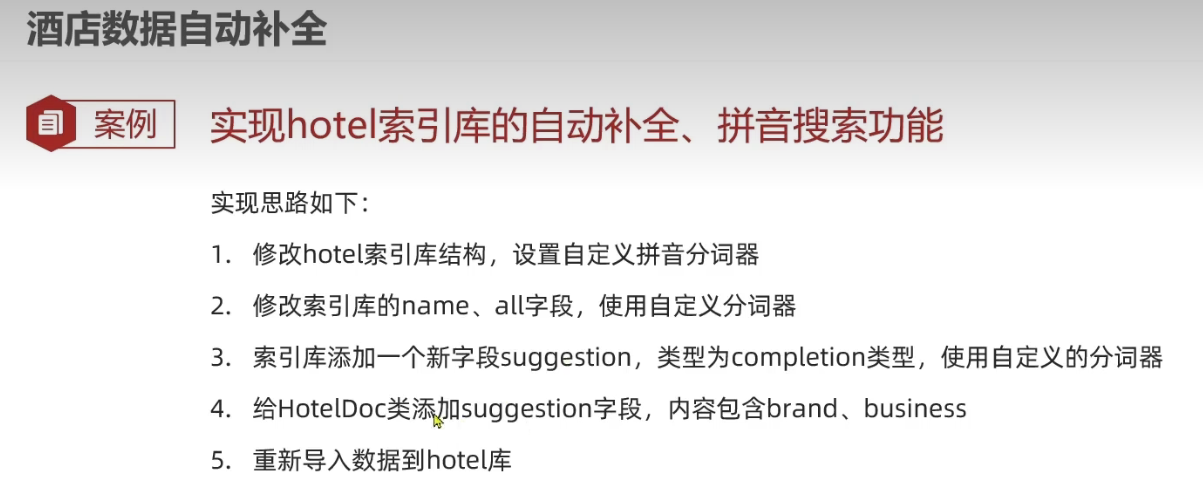 酒店数据自动补全
案例
实现hotel索引库的自动补全、拼音搜索功能
实现思路如下：
1. 修改hotel索引库结构，设置自定义拼音分词器
2. 修改索引库的name、all字段，使用自定义分词器
3. 索引库添加一个新字段suggestion，类型为completion类型，使用自定义的分词器
4. 给HotelDoc类添加suggestion字段，内容包含brand、business
5. 重新导入数据到hotel库